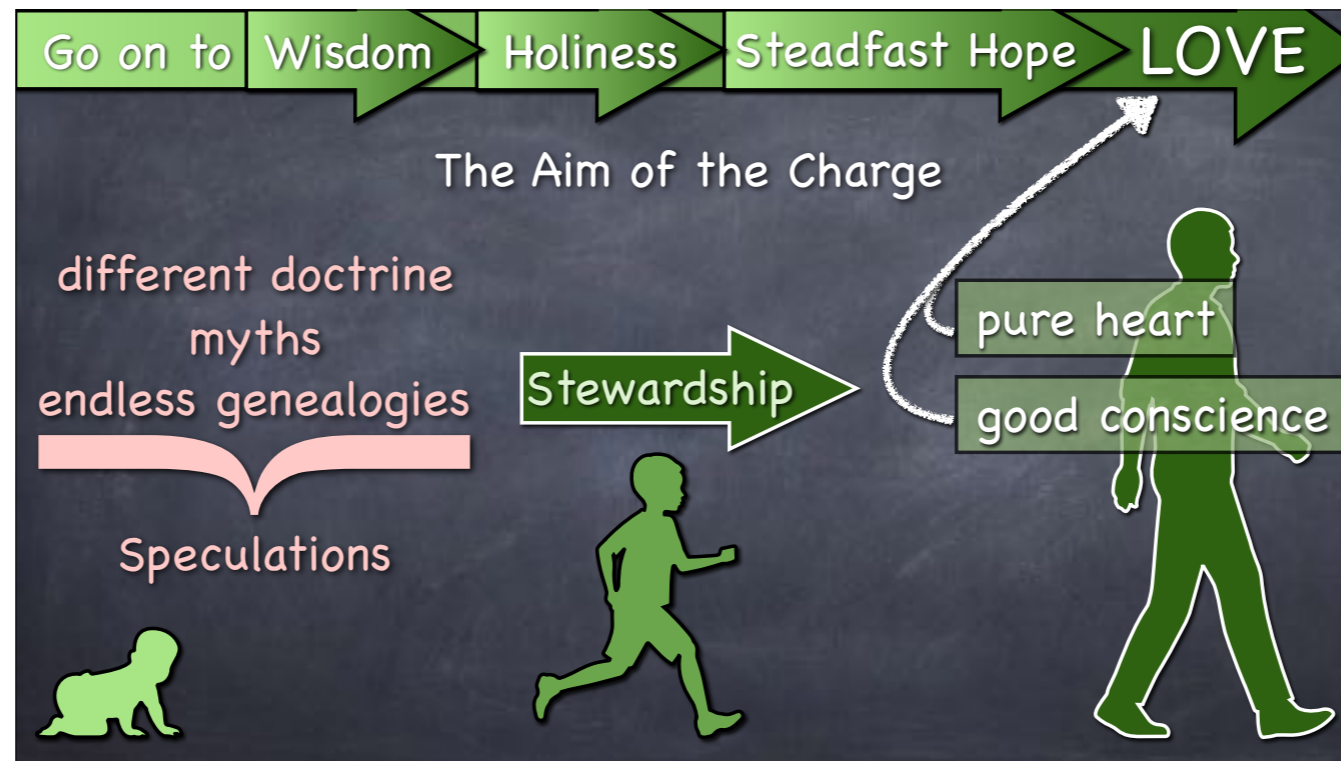 Go on to Wisdom Holiness Steadfast Hope LOVE
The Aim of the Charge
different doctrine
myths
endless genealogies
Speculations
Stewardship
pure heart
good conscience